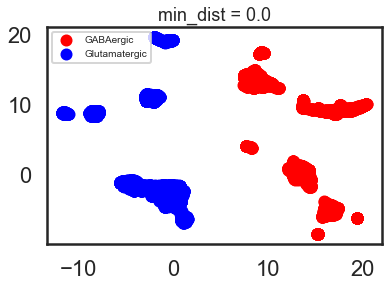 min_dist = 0.0
GABAergic
Glutamatergic
20
10
0
−10 0 10 20